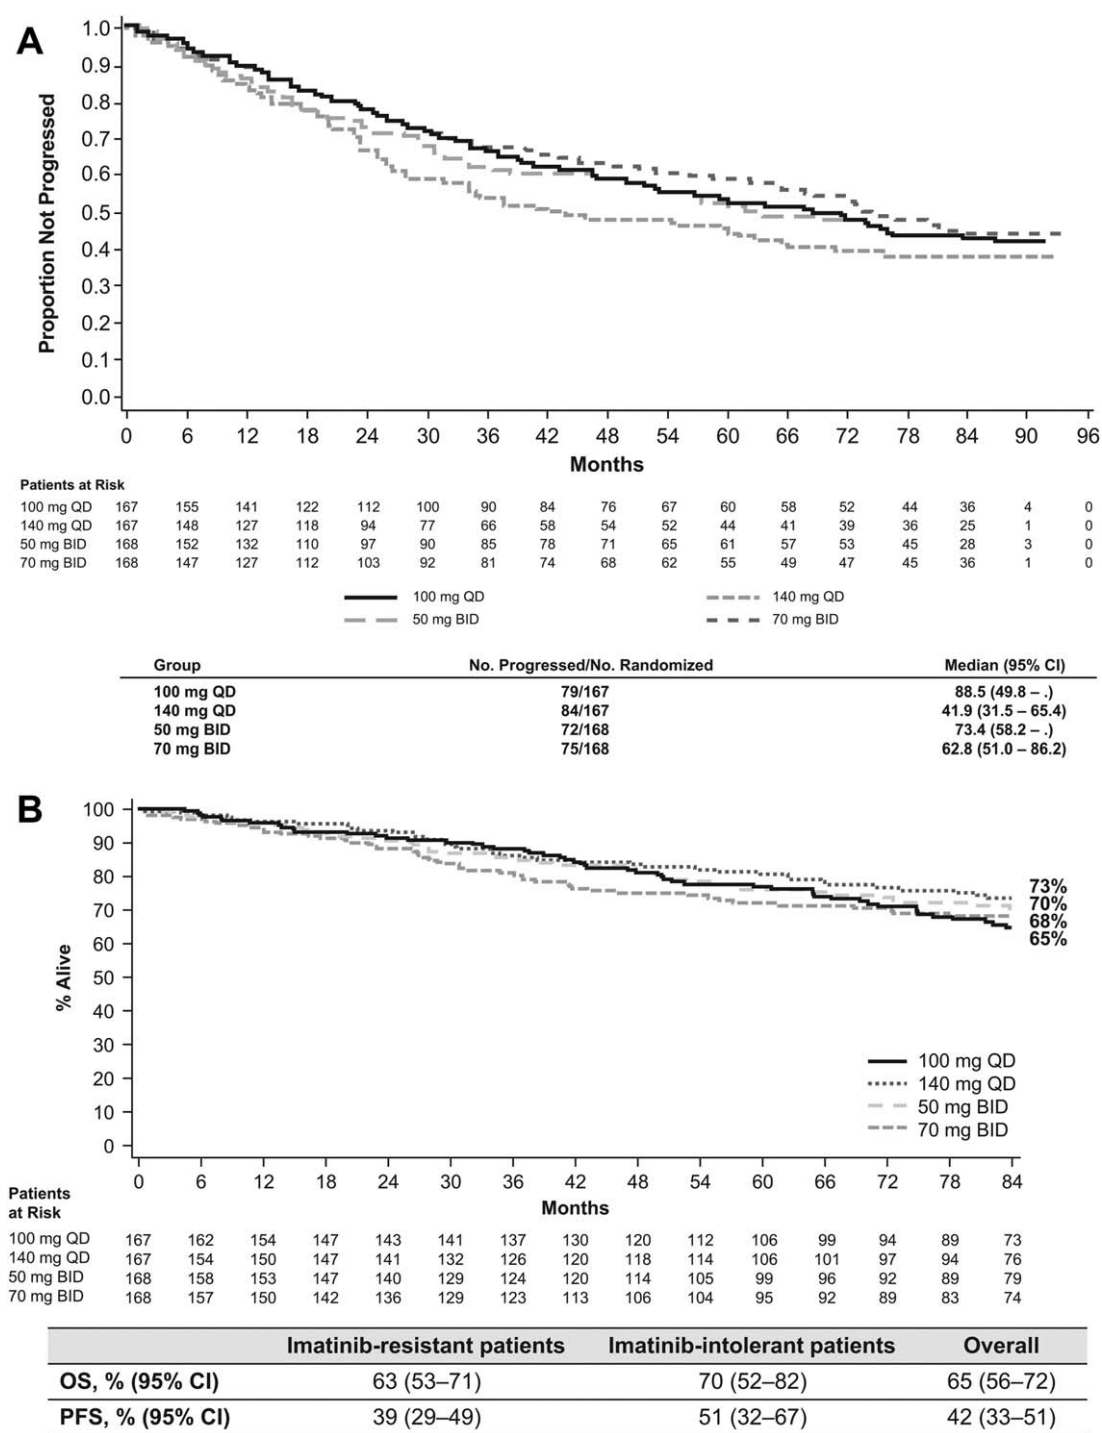 A
Proportion Not Progressed
1.0
0.9
0.8
0.7
0.6
0.5
0.4
0.3
0.2
0.1
0.0
0 6 12 18 24 30 36 42 48 54 60 66 72 78 84 90 96
Months
Patients at Risk
100 mg QD 167 155 141 122 112 100 90 84 76 67 60 58 52 44 36 4 0
140 mg QD 167 148 127 118 94 77 66 58 54 52 44 41 39 36 25 1 0
50 mg BID 168 152 132 110 97 90 85 78 71 65 61 57 53 45 28 3 0
70 mg BID 168 147 127 112 103 92 81 74 68 62 55 49 47 45 36 1 0
100 mg QD 140 mg QD
50 mg BID 70 mg BID
Group No. Progressed/No. Randomized Median (95% CI)
100 mg QD 79/167 88.5 (49.8 – .)
140 mg QD 84/167 41.9 (31.5 – 65.4)
50 mg BID 72/168 73.4 (58.2 – .)
70 mg BID 75/168 62.8 (51.0 – 86.2)
B
% Alive
100
90
80
70
60
50
40
30
20
10
0
73%
70%
68%
65%
100 mg QD
140 mg QD
50 mg BID
70 mg BID
0 6 12 18 24 30 36 42 48 54 60 66 72 78 84
Months
Patients
at Risk
100 mg QD 167 162 154 147 143 141 137 130 120 112 106 99 94 89 73
140 mg QD 167 154 150 147 141 132 126 120 118 114 106 101 97 94 76
50 mg BID 168 158 153 147 140 129 124 120 114 105 99 96 92 89 79
70 mg BID 168 157 150 142 136 129 123 113 106 104 95 92 89 83 74
Imatinib-resistant patients Imatinib-intolerant patients Overall
OS, % (95% CI) 63 (53–71) 70 (52–82) 65 (56–72)
PFS, % (95% CI) 39 (29–49) 51 (32–67) 42 (33–51)